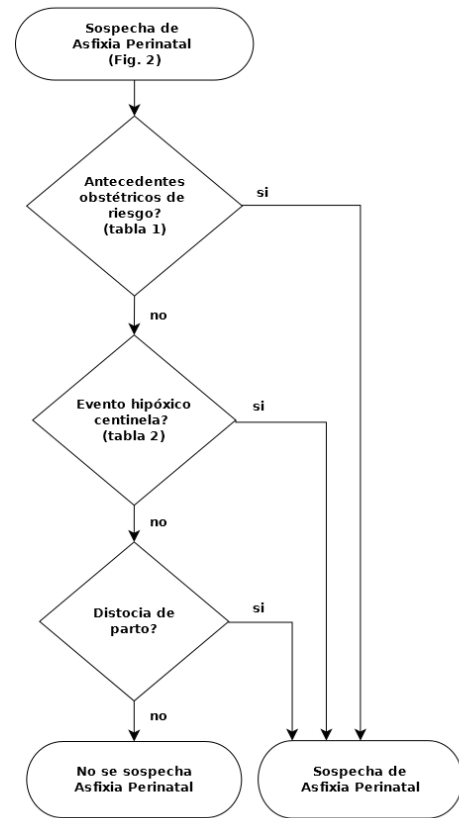 Sospecha de
Asfixia Perinatal
(Fig. 2)
Antecedentes
obstétricos de
riesgo?
(tabla 1)
si
no
Evento hipóxico
centinela?
(tabla 2)
si
no
Distocia de
parto?
si
no
No se sospecha
Asfixia Perinatal
Sospecha de
Asfixia Perinatal